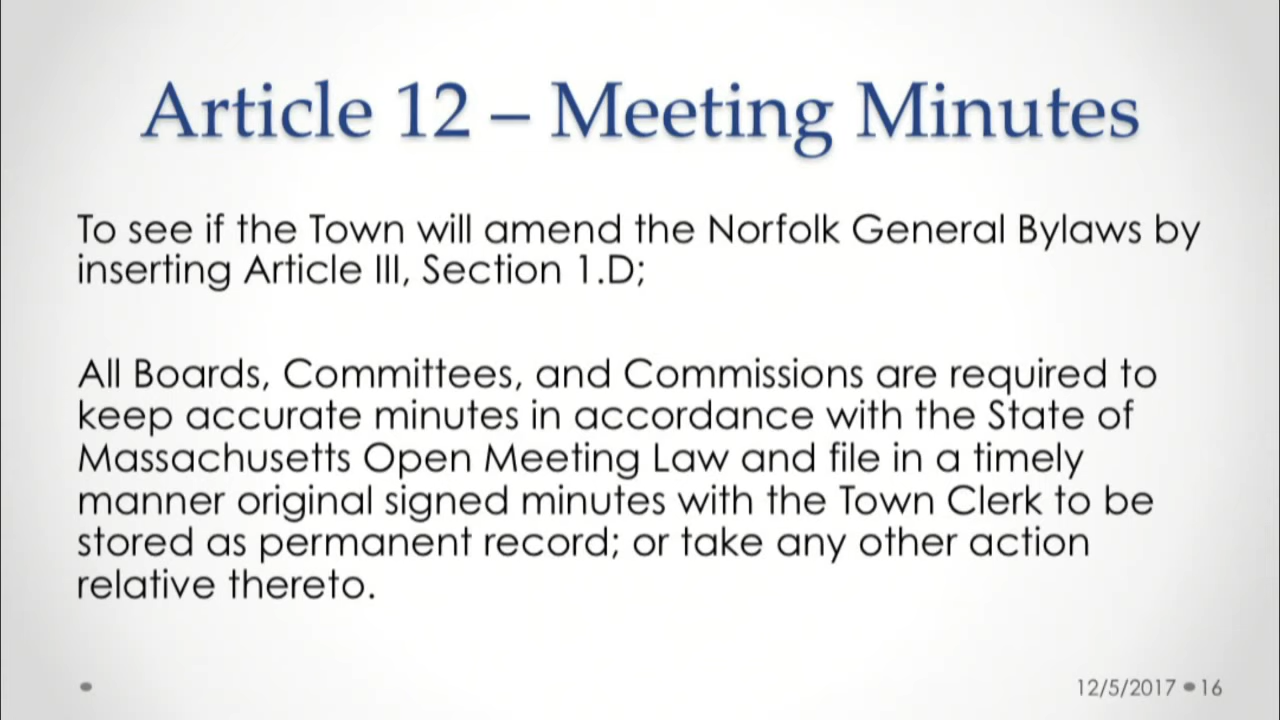 Article 12 – Meeting Minutes
To see if the Town will amend the Norfolk General Bylaws by
inserting Article III, Section 1.D;
All Boards, Committees, and Commissions are required to
keep accurate minutes in accordance with the State of
Massachusetts Open Meeting Law and file in a timely
manner original signed minutes with the Town Clerk to be
stored as permanent record; or take any other action
relative thereto.
12/5/2017 • 16